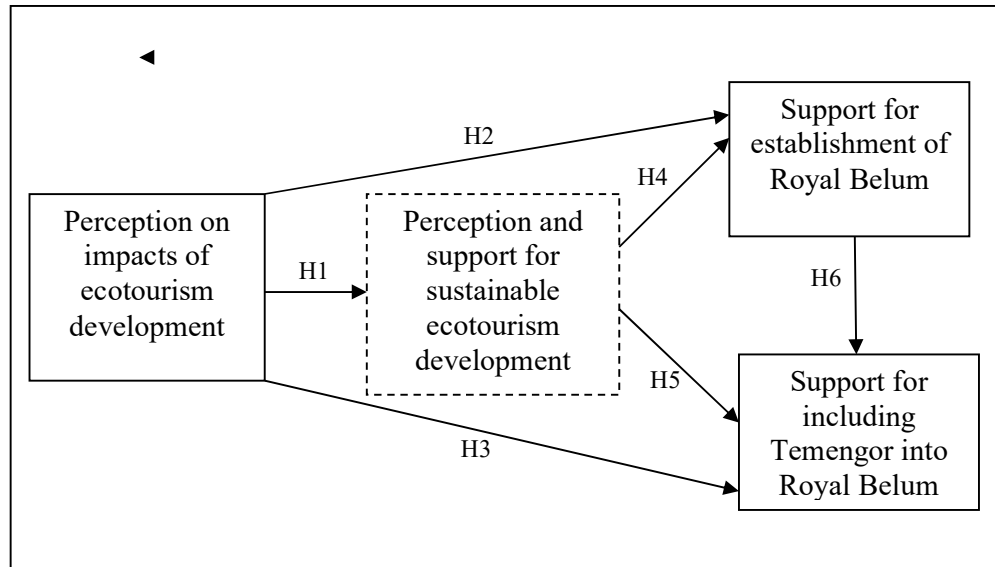 Perception on
impacts of
ecotourism
development
H1
H2
H3
Perception and
support for
sustainable
ecotourism
development
H4
H5
Support for
establishment of
Royal Belum
H6
Support for
including
Temengor into
Royal Belum